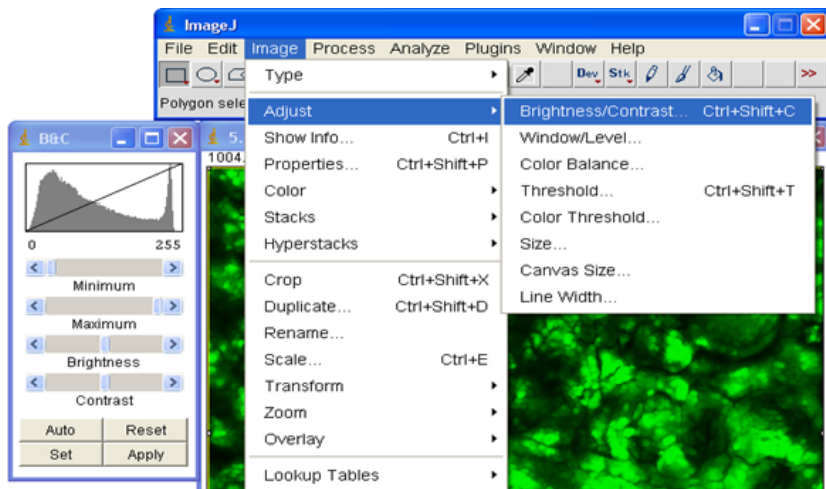 ImageJ
File Edit Image Process Analyze Plugins Window Help
Dev Stk >>
Polygon sele
Type
Adjust
Show Info... Ctrl+I
Properties... Ctrl+Shift+P
Color
Stacks
Hyperstacks
Crop Ctrl+Shift+X
Duplicate... Ctrl+Shift+D
Rename...
Scale... Ctrl+E
Transform
Zoom
Overlay
Lookup Tables
Brightness/Contrast... Ctrl+Shift+C
Window/Level...
Color Balance...
Threshold... Ctrl+Shift+T
Color Threshold...
Size...
Canvas Size...
Line Width...
B&C
0 255
Minimum
Maximum
Brightness
Contrast
Auto Reset
Set Apply
5.
1004.